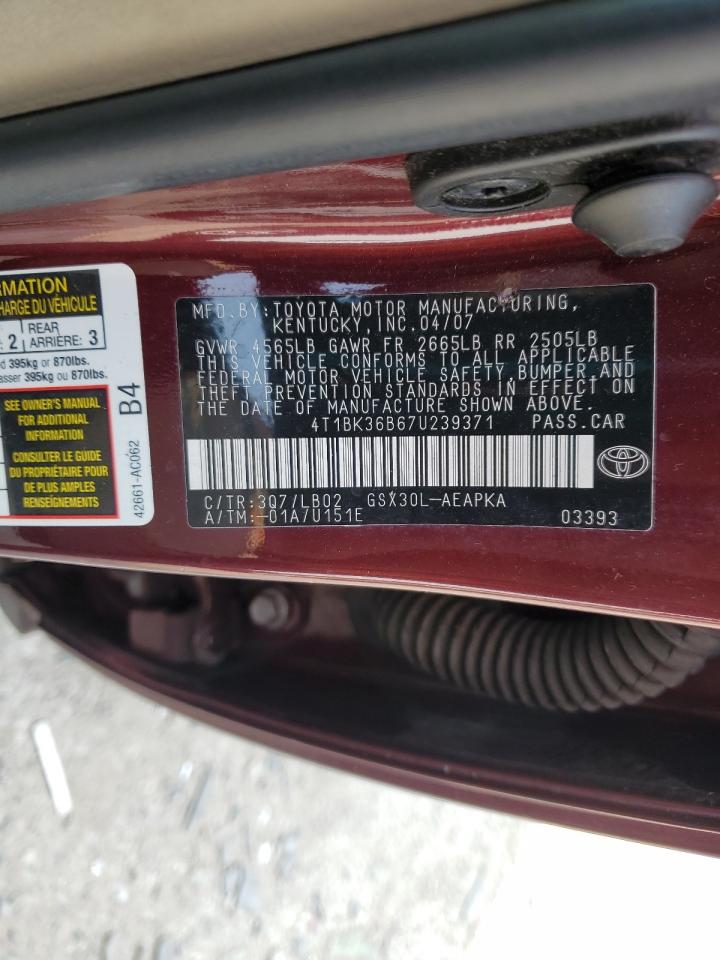 RMATION
HARGE DU VÉHICULE
2 REAR ARRIÈRE: 3
395kg or 870lbs.
asser 395kg ou 870lbs.
SEE OWNER'S MANUAL
FOR ADDITIONAL
INFORMATION
CONSULTER LE GUIDE
DU PROPRIÉTAIRE POUR
DE PLUS AMPLES
RENSEIGNEMENTS
B4
42661-AC062
MFD.BY:TOYOTA MOTOR MANUFACTURING,
KENTUCKY,INC.04/07
GVWR 4565LB GAWR FR 2665LB RR 2505LB
THIS VEHICLE CONFORMS TO ALL APPLICABLE
FEDERAL MOTOR VEHICLE SAFETY, BUMPER AND
THEFT PREVENTION STANDARDS IN EFFECT ON
THE DATE OF MANUFACTURE SHOWN ABOVE.
4T1BK36B67U239371 PASS.CAR
C/TR:3Q7/LB02 GSX30L-AEAPKA
A/TM:-01A/U151E 03393